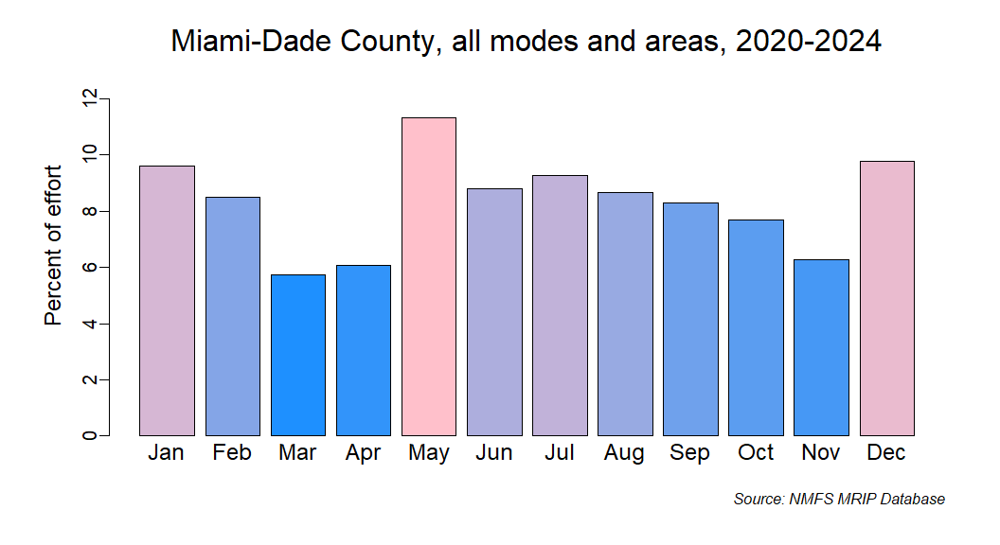 Miami-Dade County, all modes and areas, 2020-2024
Percent of effort
12
10
8
6
4
2
0
Jan Feb Mar Apr May Jun Jul Aug Sep Oct Nov Dec
Source: NMFS MRIP Database